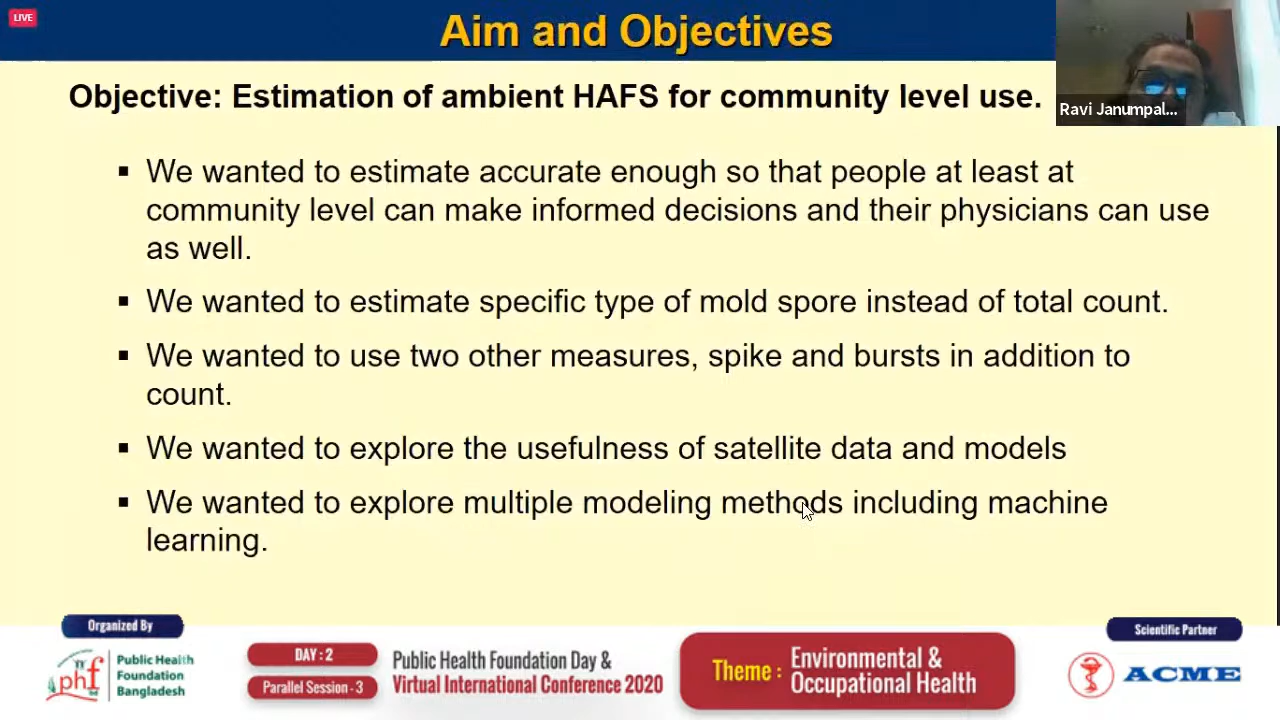 LIVE
Aim and Objectives
Ravi Janumpal...
Objective: Estimation of ambient HAFS for community level use.
▪ We wanted to estimate accurate enough so that people at least at
community level can make informed decisions and their physicians can use
as well.
▪ We wanted to estimate specific type of mold spore instead of total count.
▪ We wanted to use two other measures, spike and bursts in addition to
count.
▪ We wanted to explore the usefulness of satellite data and models
▪ We wanted to explore multiple modeling methods including machine
learning.
Organized By
phf
Public Health
Foundation
Bangladesh
DAY : 2
Parallel Session - 3
Public Health Foundation Day &
Virtual International Conference 2020
Theme :
Environmental &
Occupational Health
Scientific Partner
ACME